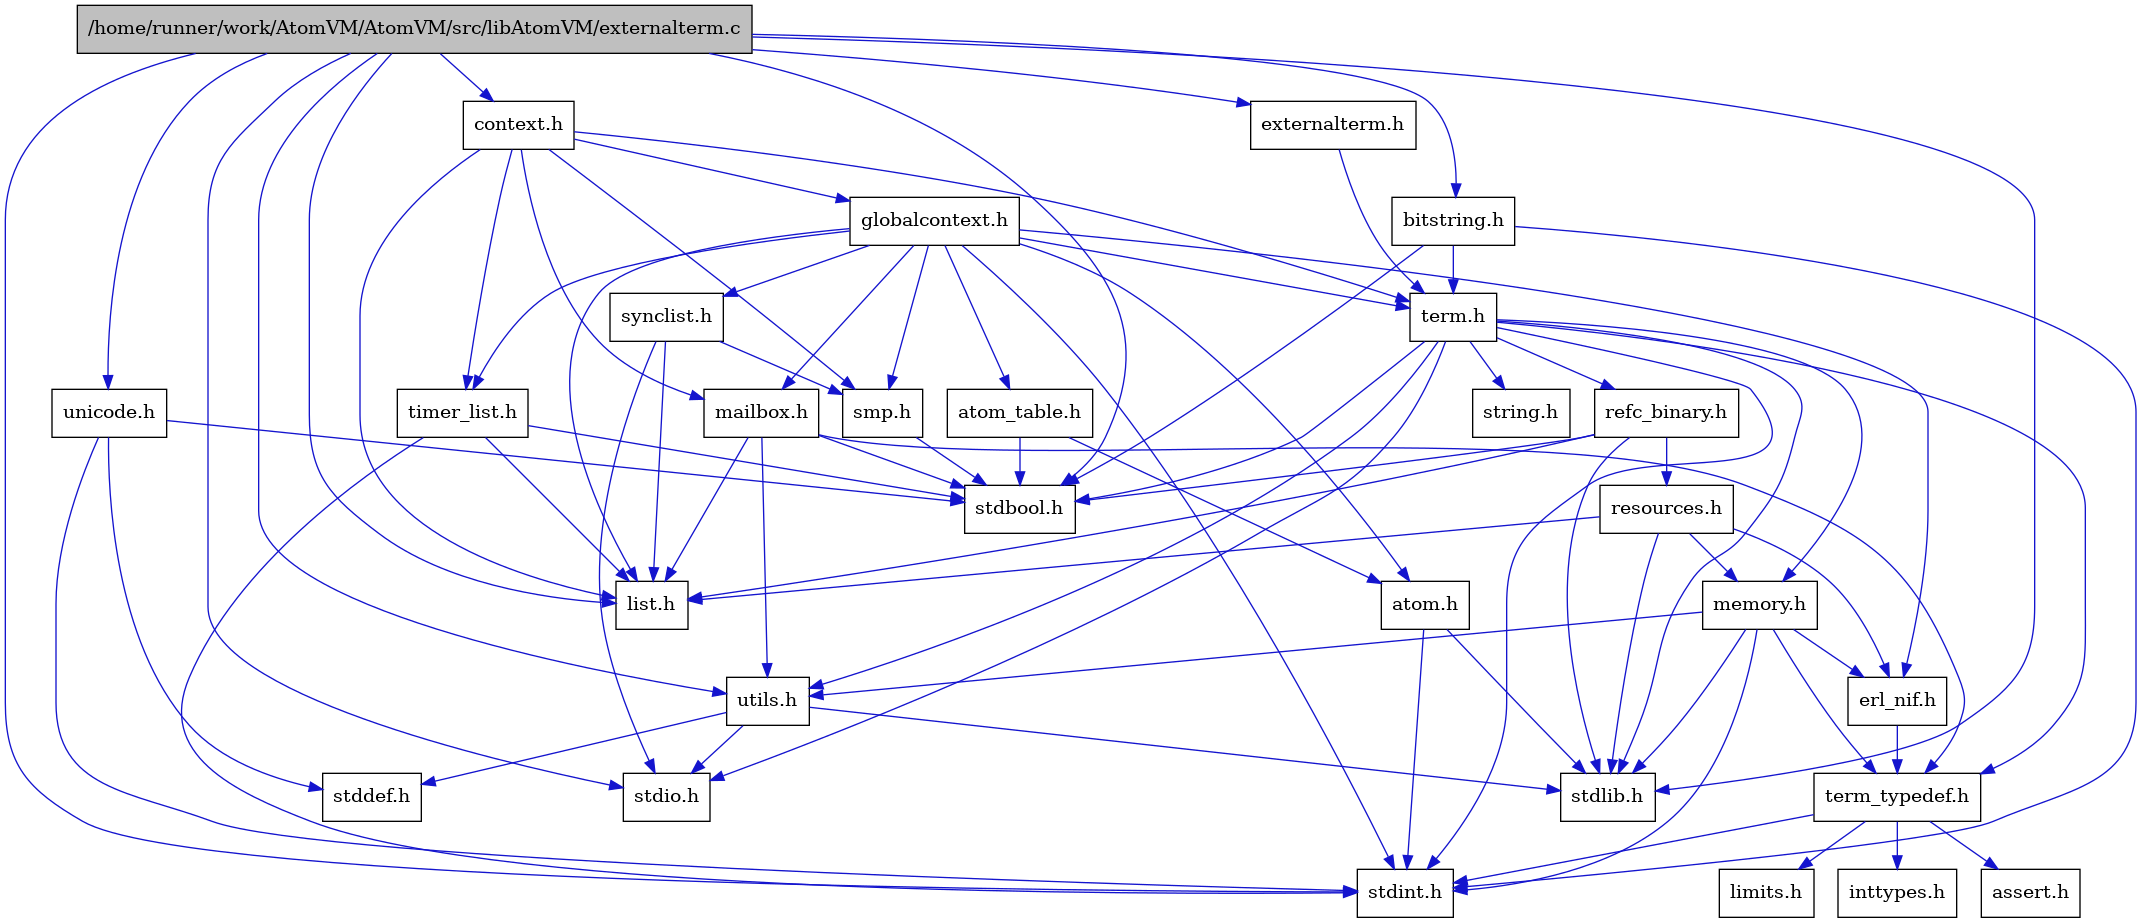 /home/runner/work/AtomVM/AtomVM/src/libAtomVM/externalterm.c
context.h
externalterm.h
globalcontext.h
bitstring.h
synclist.h
term.h
unicode.h
timer_list.h
mailbox.h
smp.h
atom_table.h
string.h
refc_binary.h
stdbool.h
resources.h
list.h
atom.h
memory.h
utils.h
erl_nif.h
stddef.h
stdio.h
stdlib.h
term_typedef.h
stdint.h
limits.h
inttypes.h
assert.h